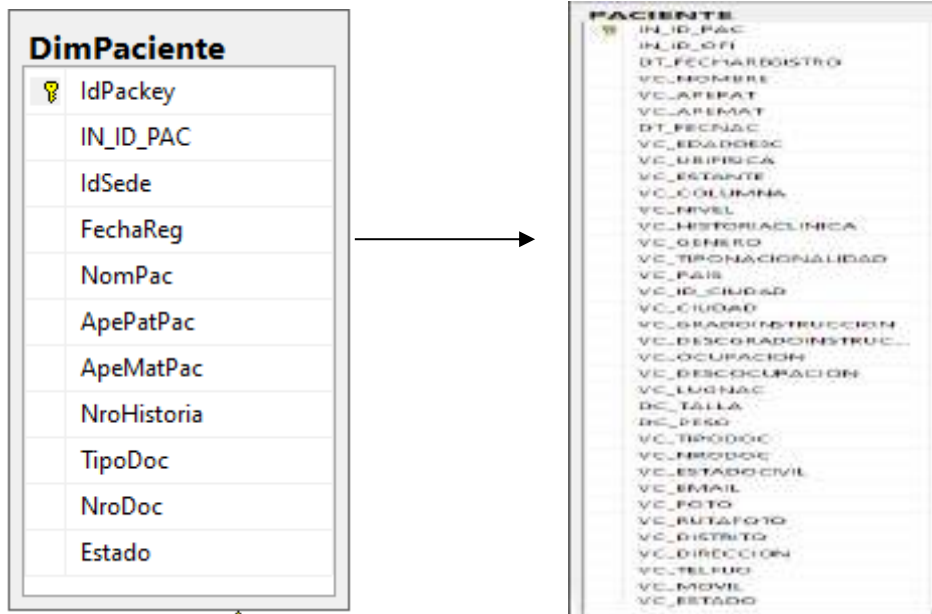 DimPaciente
IdPackey
IN_ID_PAC
IdSede
FechaReg
NomPac
ApePatPac
ApeMatPac
NroHistoria
TipoDoc
NroDoc
Estado
PACIENTE
IN_ID_PAC
IN_ID_OFI
DT_FECHAREGISTRO
VC_NOMBRE
VC_APEPAT
VC_APEMAT
DT_FECNAC
VC_EDADDESC
VC_UBIFISICA
VC_ESTANTE
VC_COLUMNA
VC_NIVEL
VC_HISTORIACLINICA
VC_GENERO
VC_TIPONACIONALIDAD
VC_PAIS
VC_ID_CIUDAD
VC_CIUDAD
VC_GRADOINSTRUCCION
VC_DESCGRADOINSTRUC...
VC_OCUPACION
VC_DESCOCUPACION
VC_LUGNAC
DC_TALLA
DC_PESO
VC_TIPODOC
VC_NRODOC
VC_ESTADOCIVIL
VC_EMAIL
VC_FOTO
VC_RUTAFOTO
VC_DISTRITO
VC_DIRECCION
VC_TELFIJO
VC_MOVIL
VC_ESTADO